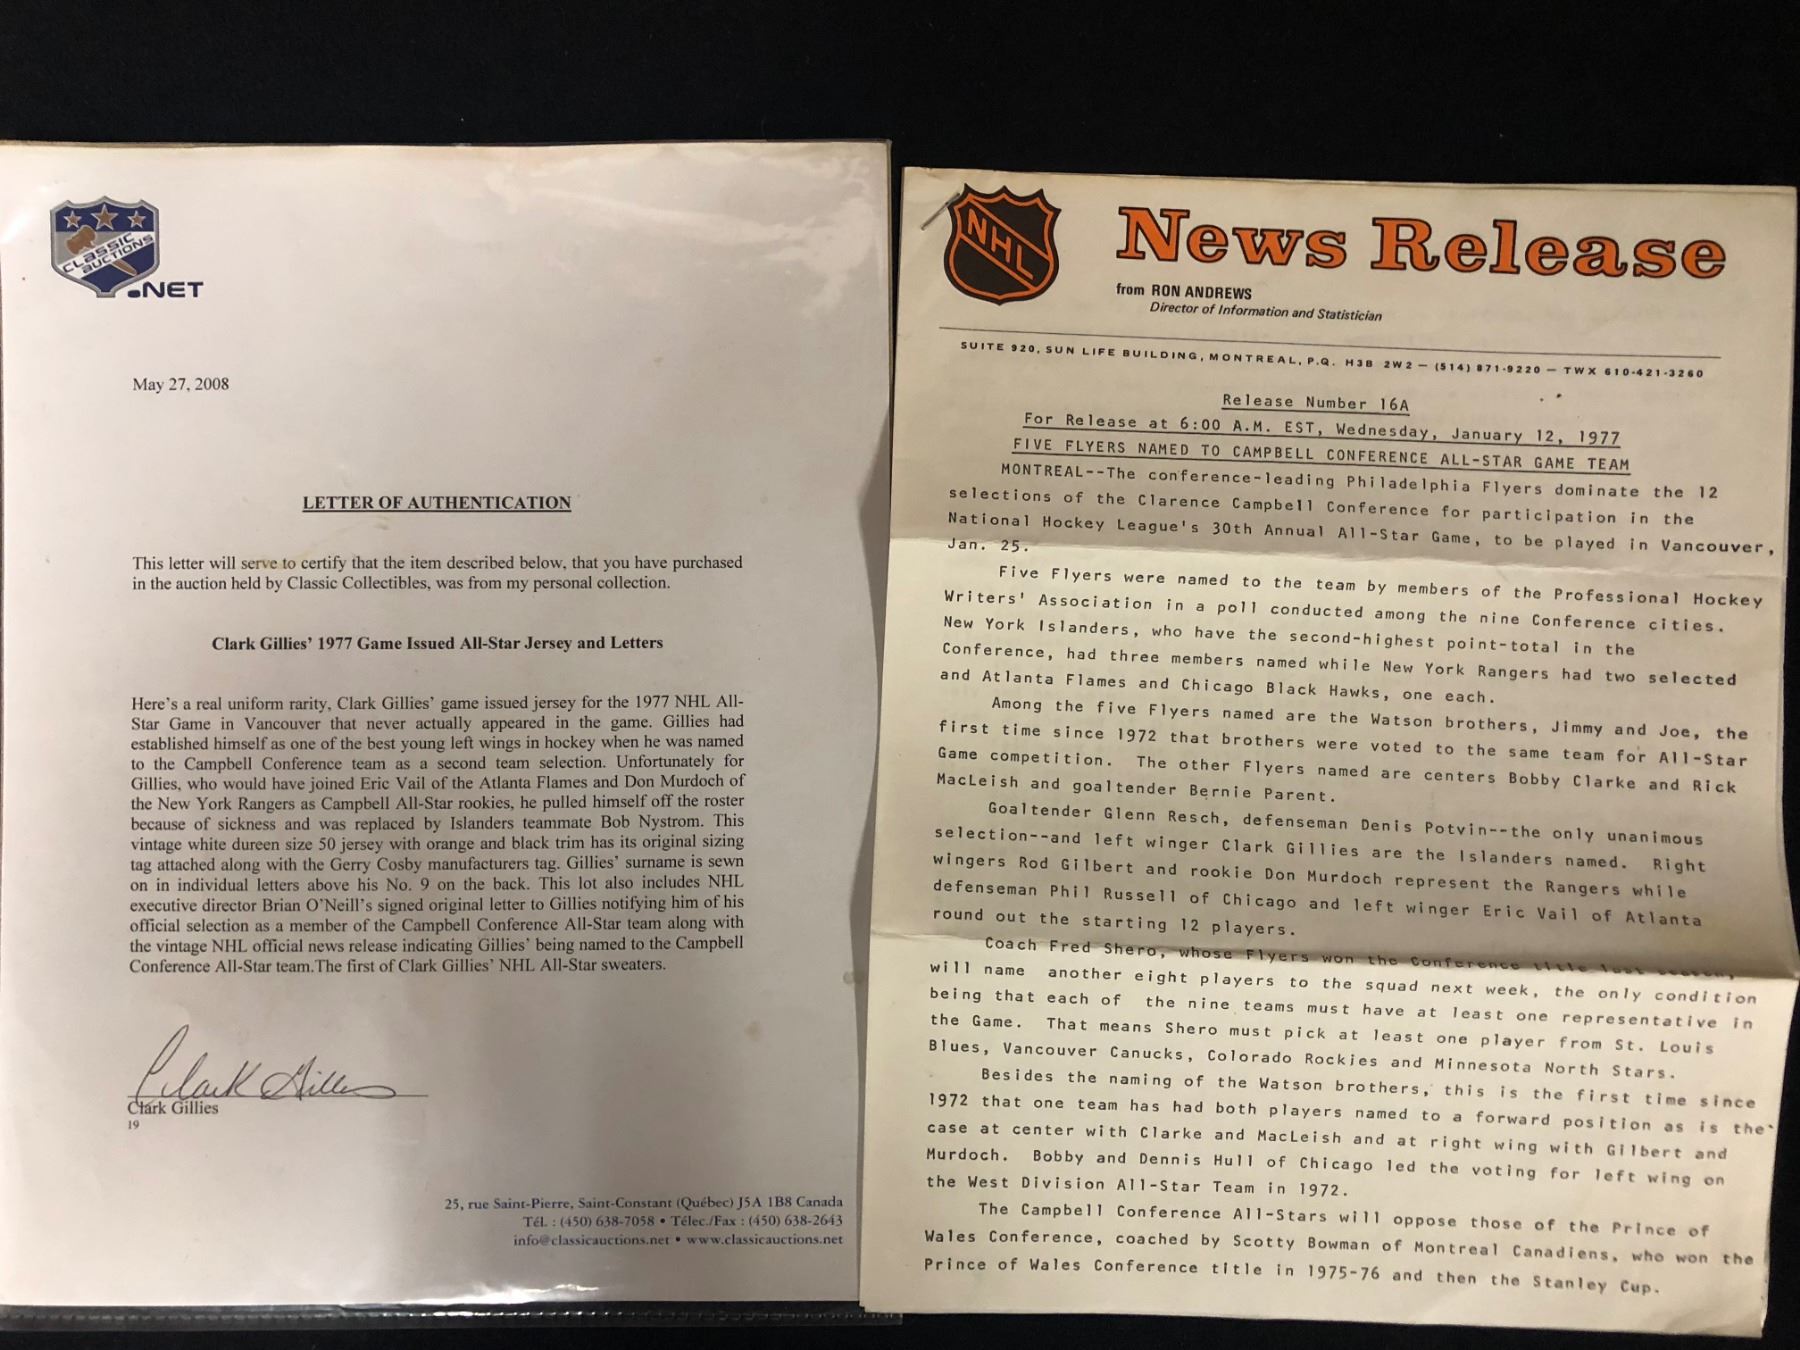 CLASSIC
AUCTIONS
.NET
May 27, 2008
LETTER OF AUTHENTICATION
This letter will serve to certify that the item described below, that you have purchased
in the auction held by Classic Collectibles, was from my personal collection.
Clark Gillies' 1977 Game Issued All-Star Jersey and Letters
Here's a real uniform rarity, Clark Gillies' game issued jersey for the 1977 NHL All-
Star Game in Vancouver that never actually appeared in the game. Gillies had
established himself as one of the best young left wings in hockey when he was named
to the Campbell Conference team as a second team selection. Unfortunately for
Gillies, who would have joined Eric Vail of the Atlanta Flames and Don Murdoch of
the New York Rangers as Campbell All-Star rookies, he pulled himself off the roster
because of sickness and was replaced by Islanders teammate Bob Nystrom. This
vintage white dureen size 50 jersey with orange and black trim has its original sizing
tag attached along with the Gerry Cosby manufacturers tag. Gillies' surname is sewn
on in individual letters above his No. 9 on the back. This lot also includes NHL
executive director Brian O'Neill's signed original letter to Gillies notifying him of his
official selection as a member of the Campbell Conference All-Star team along with
the vintage NHL official news release indicating Gillies' being named to the Campbell
Conference All-Star team.The first of Clark Gillies' NHL All-Star sweaters.
Clark Gillies
Clark Gillies
19
25, rue Saint-Pierre, Saint-Constant (Québec) J5A 1B8 Canada
Tél. : (450) 638-7058 • Télec./Fax : (450) 638-2643
info@classicauctions.net • www.classicauctions.net
NHL
News Release
from RON ANDREWS
Director of Information and Statistician
SUITE 920, SUN LIFE BUILDING, MONTREAL, P.Q. H3B 2W2 — (514) 871-9220 — TWX 610-421-3260
Release Number 16A
For Release at 6:00 A.M. EST, Wednesday, January 12, 1977
FIVE FLYERS NAMED TO CAMPBELL CONFERENCE ALL-STAR GAME TEAM
MONTREAL--The conference-leading Philadelphia Flyers dominate the 12
selections of the Clarence Campbell Conference for participation in the
National Hockey League's 30th Annual All-Star Game, to be played in Vancouver,
Jan. 25.
Five Flyers were named to the team by members of the Professional Hockey
Writers' Association in a poll conducted among the nine Conference cities.
New York Islanders, who have the second-highest point-total in the
Conference, had three members named while New York Rangers had two selected
and Atlanta Flames and Chicago Black Hawks, one each.
Among the five Flyers named are the Watson brothers, Jimmy and Joe, the
first time since 1972 that brothers were voted to the same team for All-Star
Game competition. The other Flyers named are centers Bobby Clarke and Rick
MacLeish and goaltender Bernie Parent.
Goaltender Glenn Resch, defenseman Denis Potvin--the only unanimous
selection--and left winger Clark Gillies are the Islanders named. Right
wingers Rod Gilbert and rookie Don Murdoch represent the Rangers while
defenseman Phil Russell of Chicago and left winger Eric Vail of Atlanta
round out the starting 12 players.
Coach Fred Shero, whose Flyers won the Conference title last season,
will name another eight players to the squad next week, the only condition
being that each of the nine teams must have at least one representative in
the Game. That means Shero must pick at least one player from St. Louis
Blues, Vancouver Canucks, Colorado Rockies and Minnesota North Stars.
Besides the naming of the Watson brothers, this is the first time since
1972 that one team has had both players named to a forward position as is the
case at center with Clarke and MacLeish and at right wing with Gilbert and
Murdoch. Bobby and Dennis Hull of Chicago led the voting for left wing on
the West Division All-Star Team in 1972.
The Campbell Conference All-Stars will oppose those of the Prince of
Wales Conference, coached by Scotty Bowman of Montreal Canadiens, who won the
Prince of Wales Conference title in 1975-76 and then the Stanley Cup.